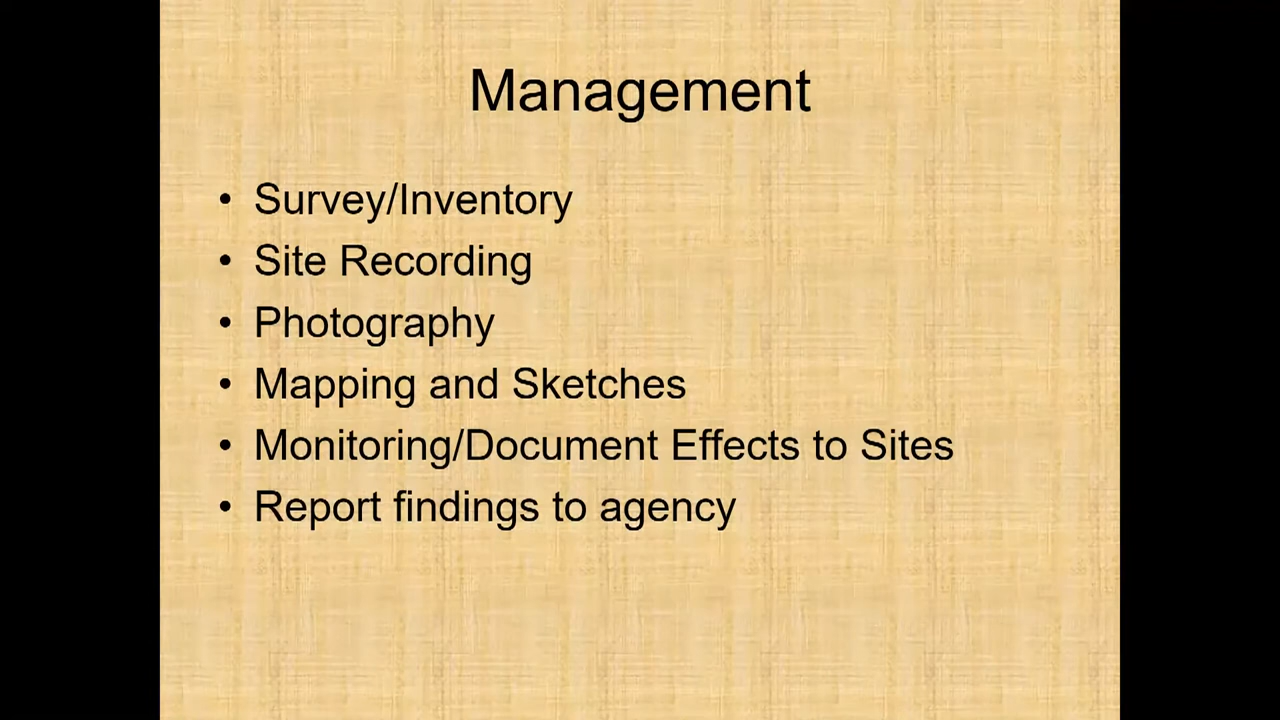 Management
• Survey/Inventory
• Site Recording
• Photography
• Mapping and Sketches
• Monitoring/Document Effects to Sites
• Report findings to agency